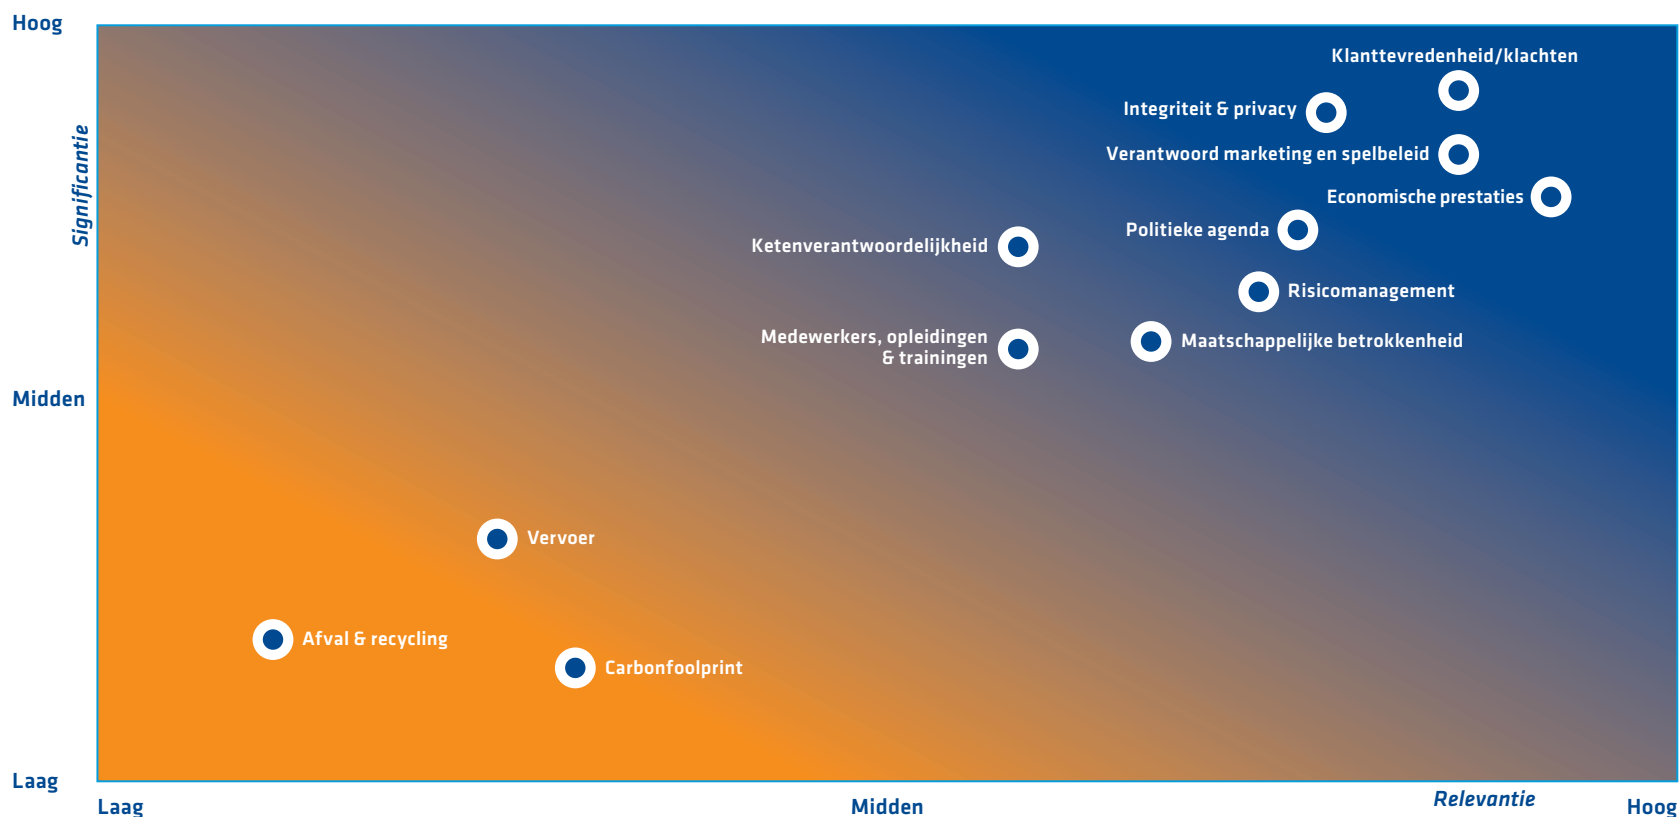 Hoog
Klanttevredenheid/klachten
Integriteit & privacy
Significantie
Verantwoord marketing en spelbeleid
Economische prestaties
Politieke agenda
Ketenverantwoordelijkheid
Risicomanagement
Medewerkers, opleidingen
& trainingen
Maatschappelijke betrokkenheid
Midden
Vervoer
Afval & recycling
Carbonfoolprint
Laag
Laag
Midden
Relevantie
Hoog